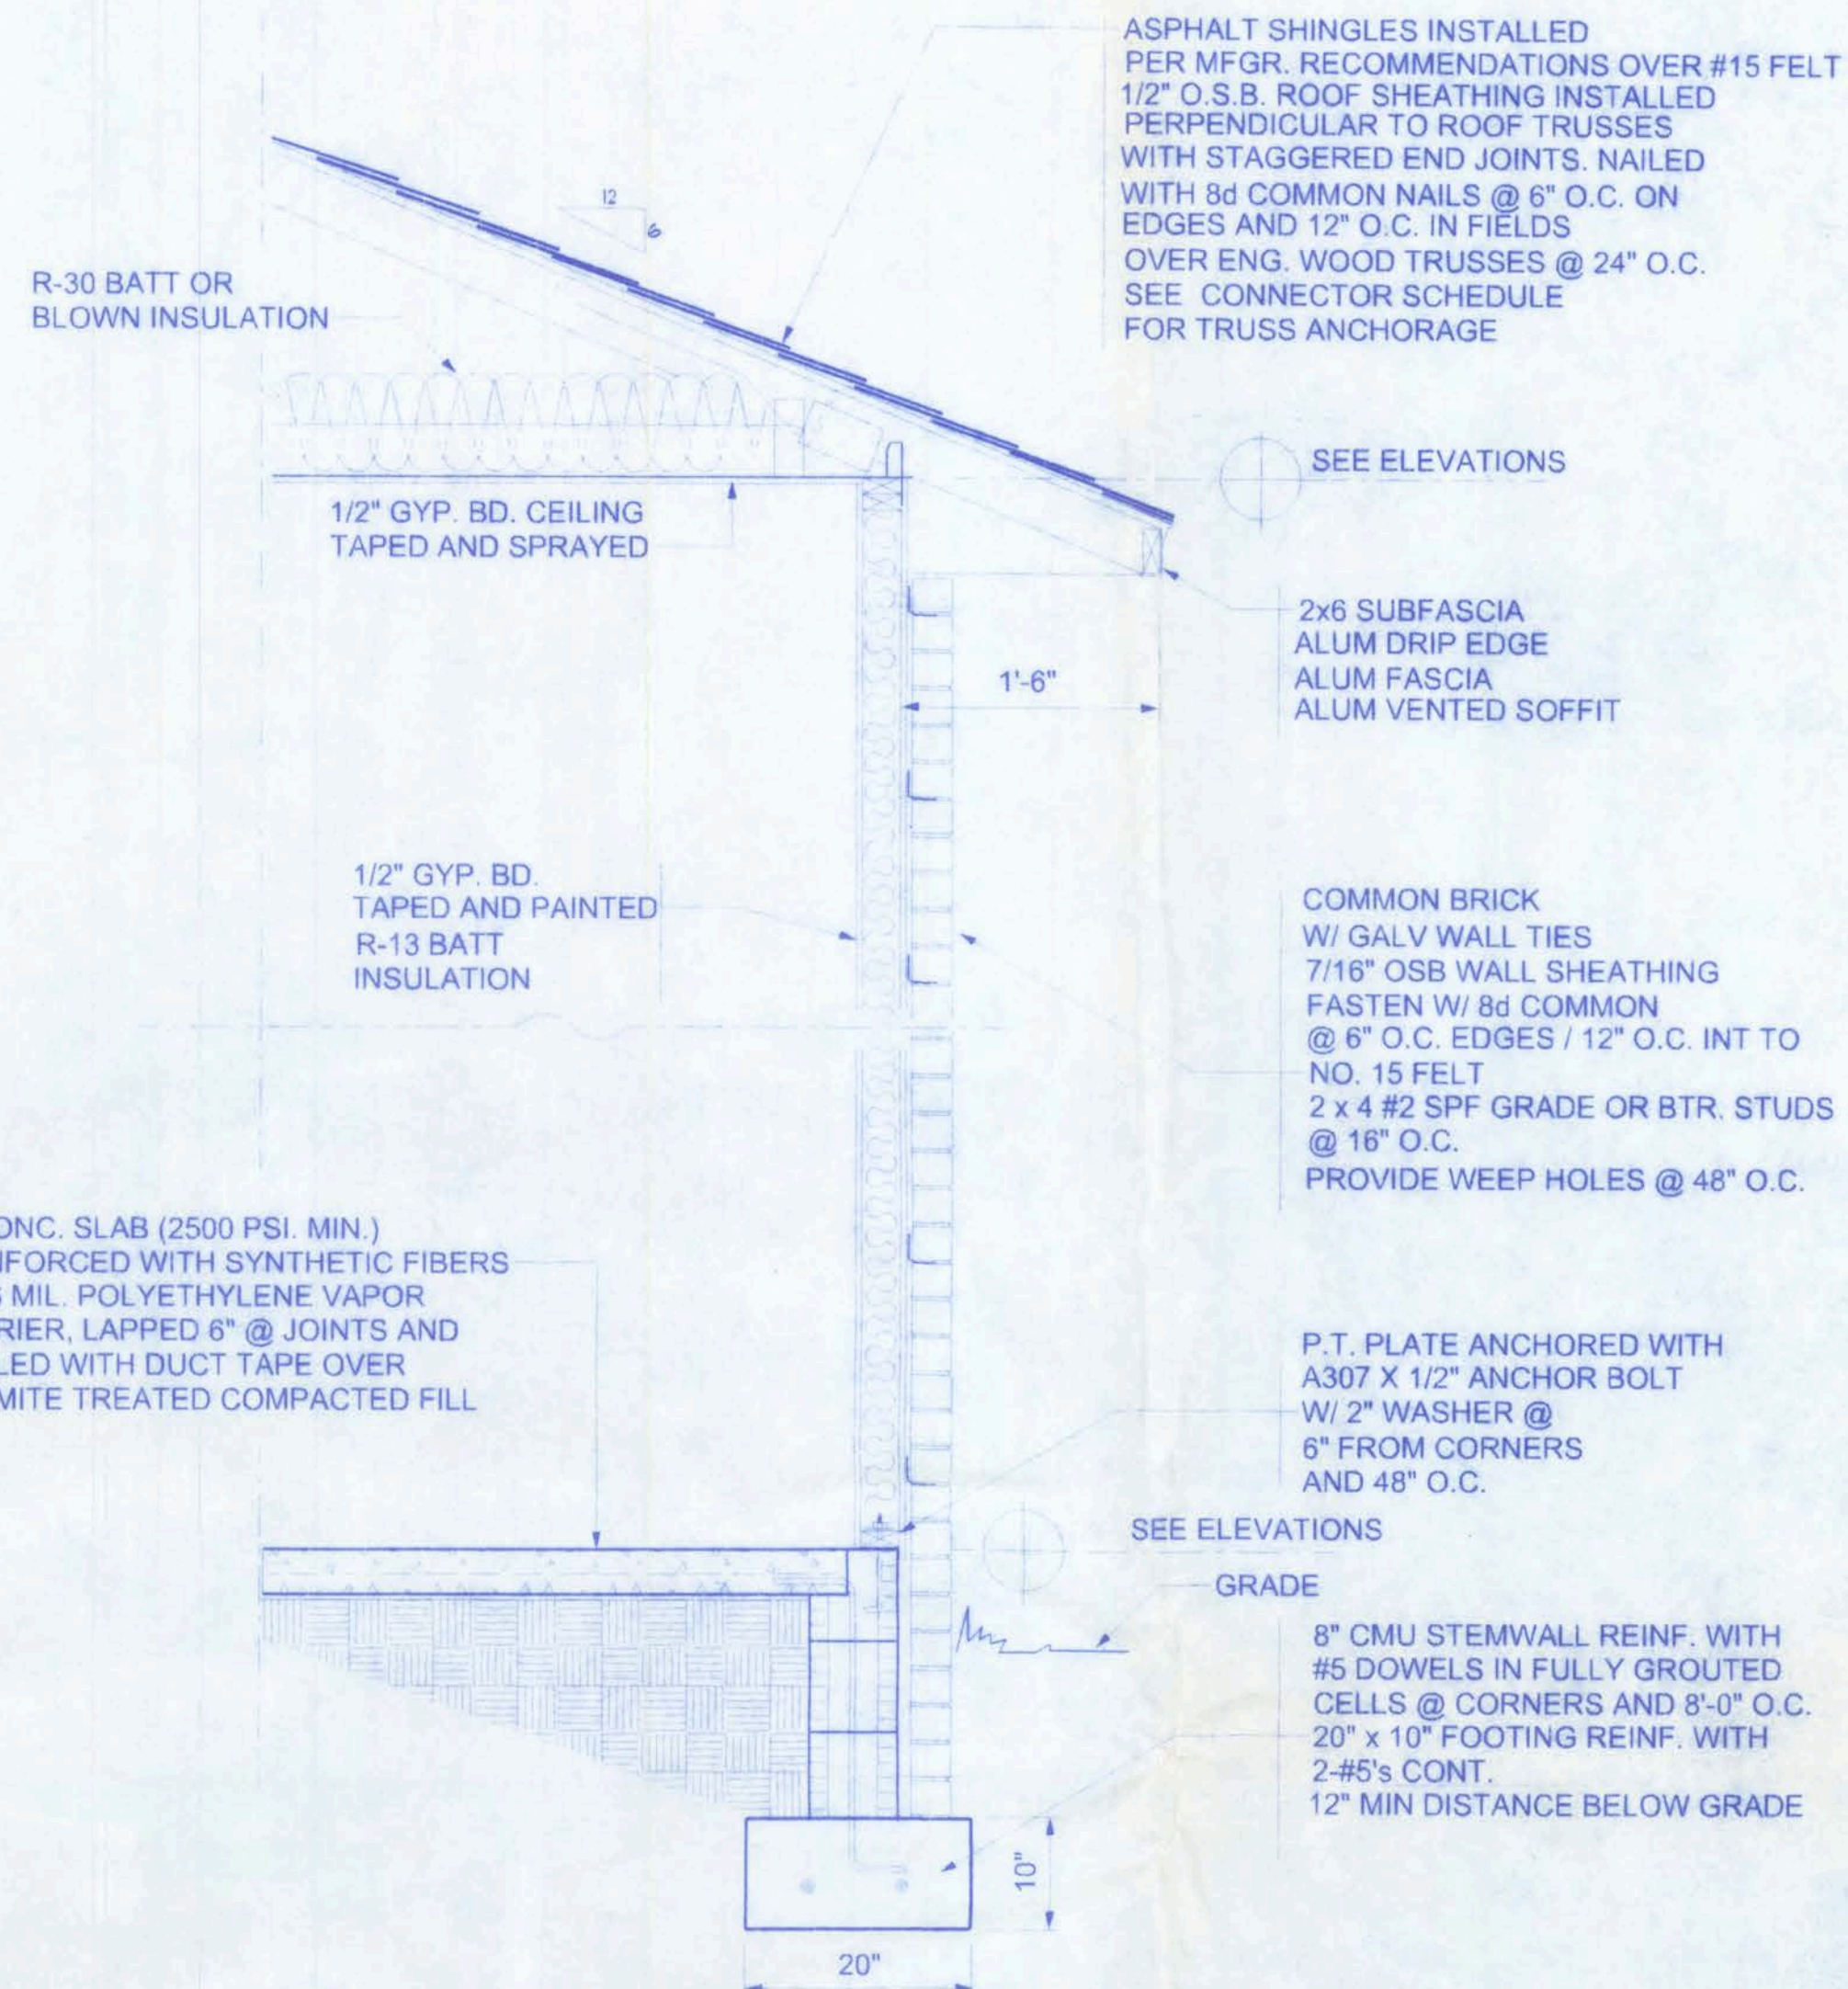 ASPHALT SHINGLES INSTALLED
PER MFGR. RECOMMENDATIONS OVER #15 FELT
1/2" O.S.B. ROOF SHEATHING INSTALLED
PERPENDICULAR TO ROOF TRUSSES
WITH STAGGERED END JOINTS. NAILED
WITH 8d COMMON NAILS @ 6" O.C. ON
EDGES AND 12" O.C. IN FIELDS
OVER ENG. WOOD TRUSSES @ 24" O.C.
SEE CONNECTOR SCHEDULE
FOR TRUSS ANCHORAGE
12
6
R-30 BATT OR
BLOWN INSULATION
SEE ELEVATIONS
1/2" GYP. BD. CEILING
TAPED AND SPRAYED
2x6 SUBFASCIA
ALUM DRIP EDGE
ALUM FASCIA
ALUM VENTED SOFFIT
1'-6"
1/2" GYP. BD.
TAPED AND PAINTED
R-13 BATT
INSULATION
COMMON BRICK
W/ GALV WALL TIES
7/16" OSB WALL SHEATHING
FASTEN W/ 8d COMMON
@ 6" O.C. EDGES / 12" O.C. INT TO
NO. 15 FELT
2 x 4 #2 SPF GRADE OR BTR. STUDS
@ 16" O.C.
PROVIDE WEEP HOLES @ 48" O.C.
ONC. SLAB (2500 PSI. MIN.)
NFORCED WITH SYNTHETIC FIBERS
6 MIL. POLYETHYLENE VAPOR
RIER, LAPPED 6" @ JOINTS AND
LED WITH DUCT TAPE OVER
MITE TREATED COMPACTED FILL
P.T. PLATE ANCHORED WITH
A307 X 1/2" ANCHOR BOLT
W/ 2" WASHER @
6" FROM CORNERS
AND 48" O.C.
SEE ELEVATIONS
GRADE
8" CMU STEMWALL REINF. WITH
#5 DOWELS IN FULLY GROUTED
CELLS @ CORNERS AND 8'-0" O.C.
20" x 10" FOOTING REINF. WITH
2-#5's CONT.
12" MIN DISTANCE BELOW GRADE
10"
20"